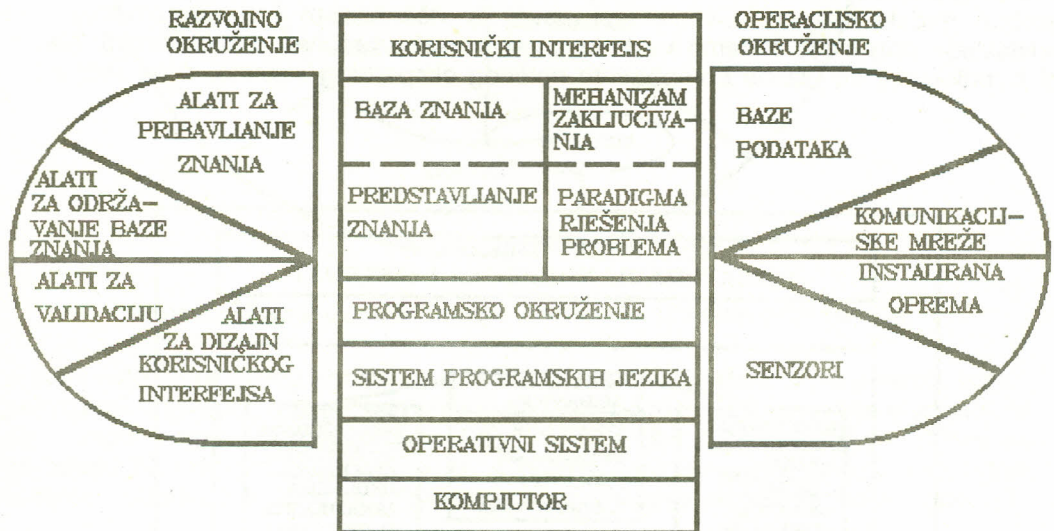 RAZVOJNO
OKRUŽENJE
ALATI ZA
PRIBAVLJANJE
ZNANJA
ALATI
ZA ODRŽA-
VANJE BAZE
ZNANJA
ALATI ZA
VALIDACIJU
ALATI
ZA DIZAJN
KORISNIČKOG
INTERFEJSA
KORISNIČKI INTERFEJS
BAZA ZNANJA
MEHANIZAM
ZAKLJUČIVA-
NJA
PREDSTAVLJANJE
ZNANJA
PARADIGMA
RJEŠENJA
PROBLEMA
PROGRAMSKO OKRUŽENJE
SISTEM PROGRAMSKIH JEZIKA
OPERATIVNI SISTEM
KOMPJUTOR
OPERACIJSKO
OKRUŽENJE
BAZE
PODATAKA
KOMUNIKACIJ-
SKE MREŽE
INSTALIRANA
OPREMA
SENZORI